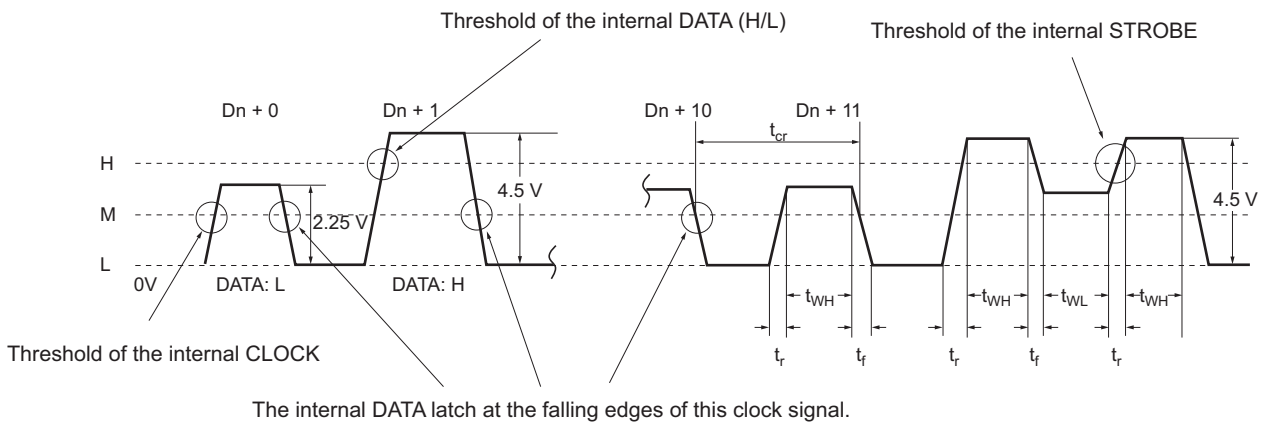 Threshold of the internal DATA (H/L)
Threshold of the internal STROBE
Dn + 0
Dn + 1
Dn + 10
Dn + 11
tcr
H
4.5 V
4.5 V
M
2.25 V
L
0V
DATA: L
DATA: H
tWH
tWH
tWL
tWH
Threshold of the internal CLOCK
tr
tf
tr
tf
tr
The internal DATA latch at the falling edges of this clock signal.